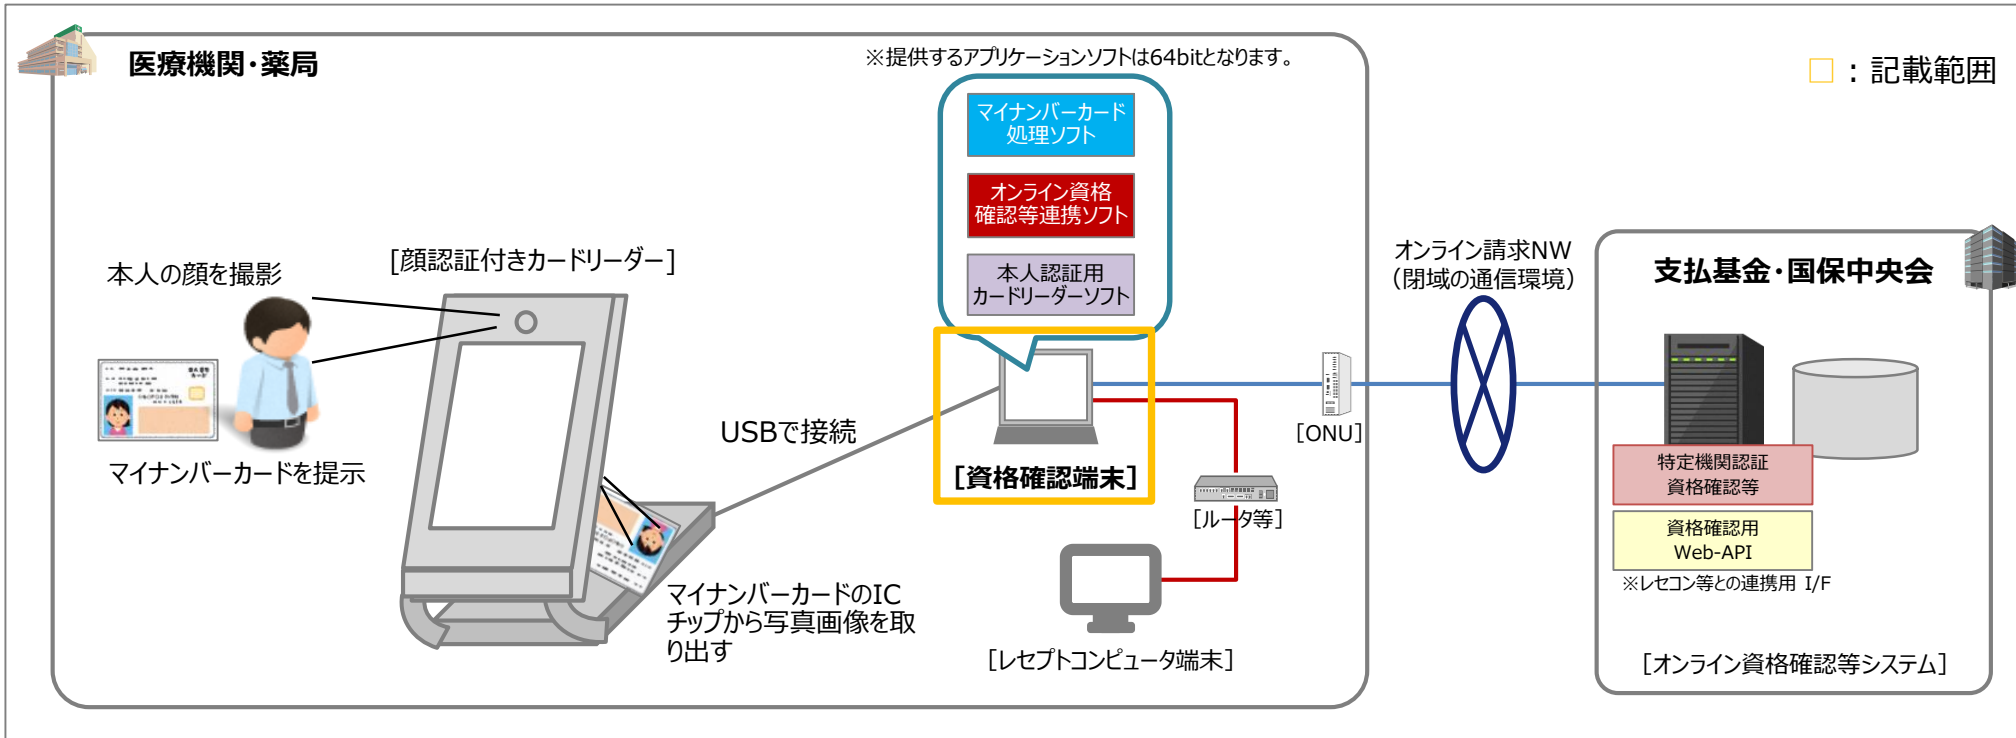 医療機関・薬局
※提供するアプリケーションソフトは64bitとなります。
□：記載範囲
マイナンバーカード
処理ソフト
オンライン資格
確認等連携ソフト
本人認証用
カードリーダーソフト
本人の顔を撮影
[顔認証付きカードリーダー]
オンライン請求NW
（閉域の通信環境）
支払基金・国保中央会
USBで接続
[ONU]
マイナンバーカードを提示
[資格確認端末]
特定機関認証
資格確認等
[ルータ等]
資格確認用
Web-API
※レセコン等との連携用 I/F
マイナンバーカードのIC
チップから写真画像を取
り出す
[レセプトコンピュータ端末]
[オンライン資格確認等システム]